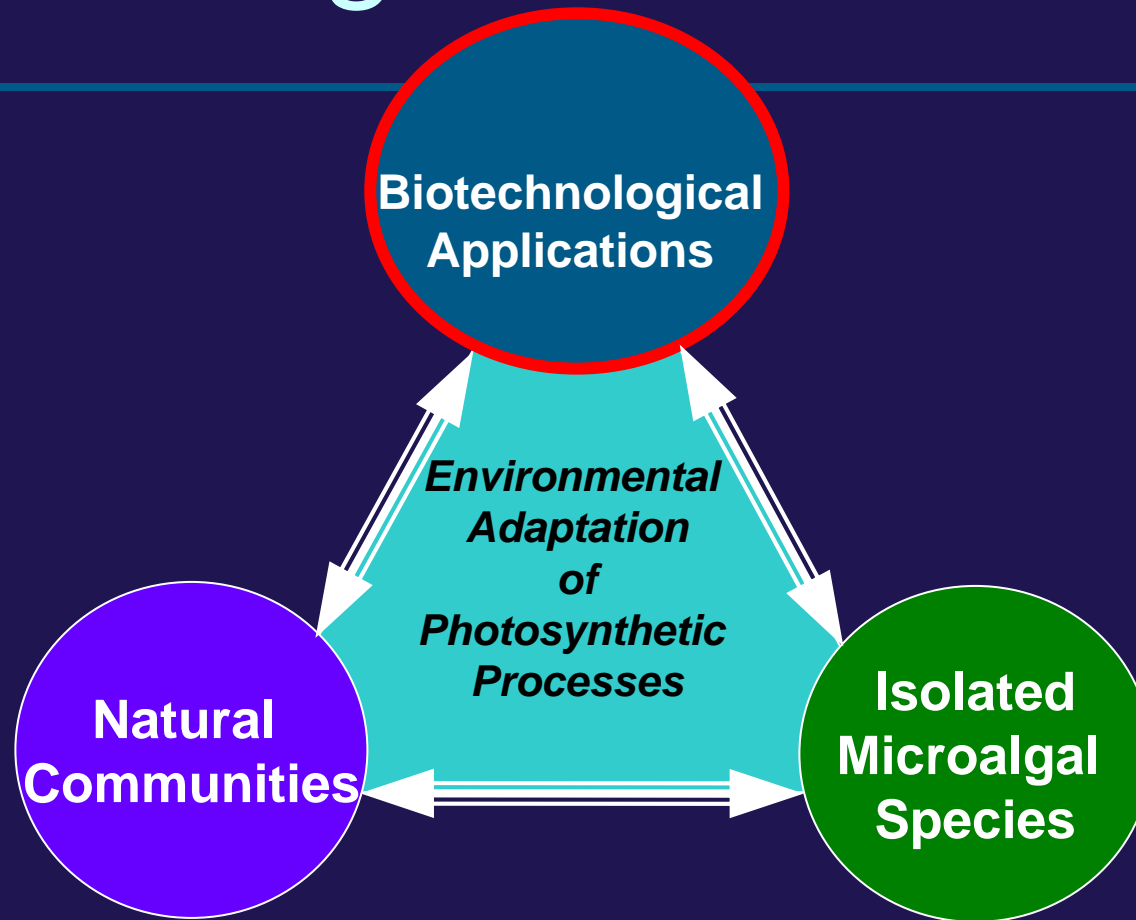 Biotechnological
Applications
Environmental
Adaptation
of
Photosynthetic
Processes
Natural
Communities
Isolated
Microalgal
Species